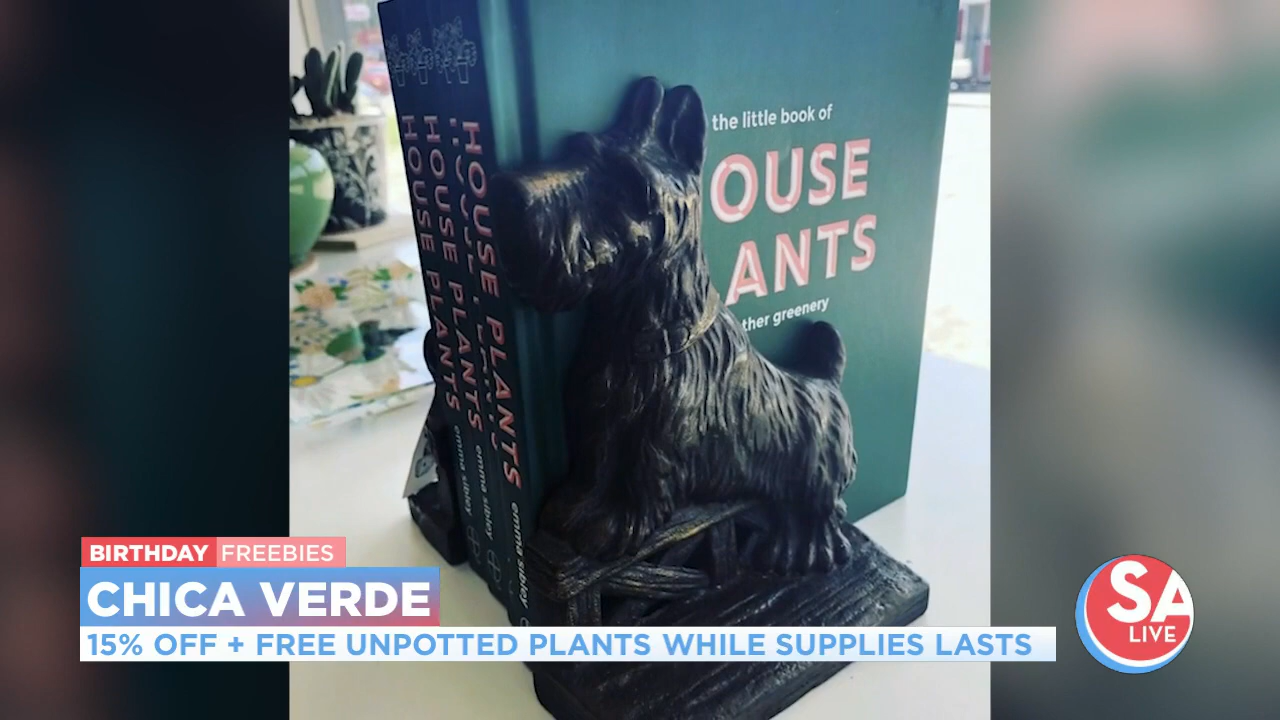 HOUSE PLANTS emma sibley
HOUSE PLANTS emma sibley
HOUSE PLANTS emma sibley
the little book of
OUSE
LANTS
ther greenery
BIRTHDAY FREEBIES
CHICA VERDE
15% OFF + FREE UNPOTTED PLANTS WHILE SUPPLIES LASTS
SA
LIVE